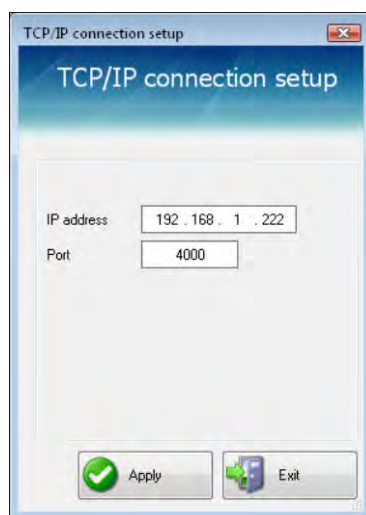 TCP/IP connection setup
TCP/IP connection setup
IP address 192 . 168 . 1 . 222
Port 4000
Apply Exit